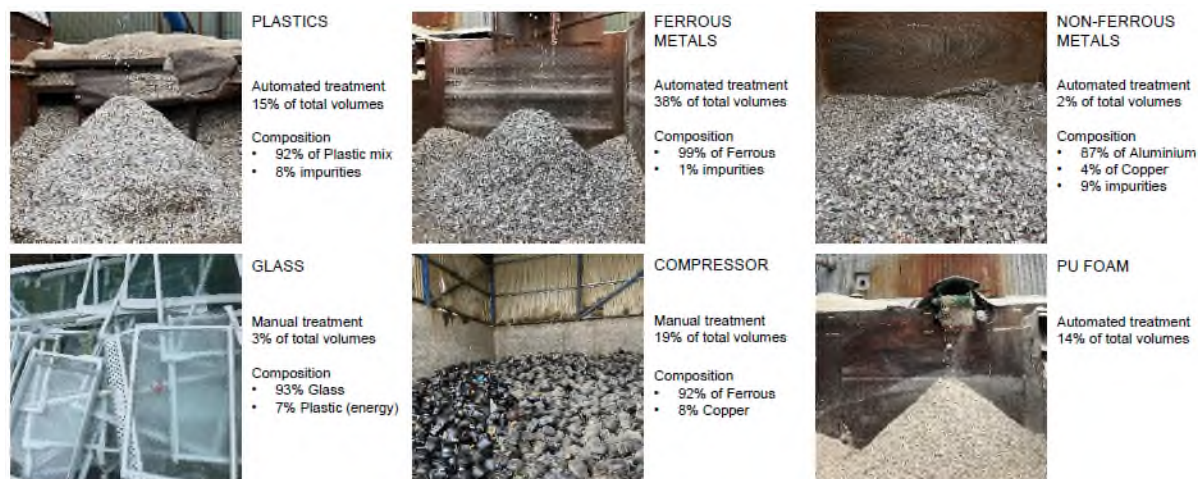 PLASTICS
Automated treatment
15% of total volumes
Composition
• 92% of Plastic mix
• 8% impurities
FERROUS
METALS
Automated treatment
38% of total volumes
Composition
• 99% of Ferrous
• 1% impurities
NON-FERROUS
METALS
Automated treatment
2% of total volumes
Composition
• 87% of Aluminium
• 4% of Copper
• 9% impurities
GLASS
Manual treatment
3% of total volumes
Composition
• 93% Glass
• 7% Plastic (energy)
COMPRESSOR
Manual treatment
19% of total volumes
Composition
• 92% of Ferrous
• 8% Copper
PU FOAM
Automated treatment
14% of total volumes